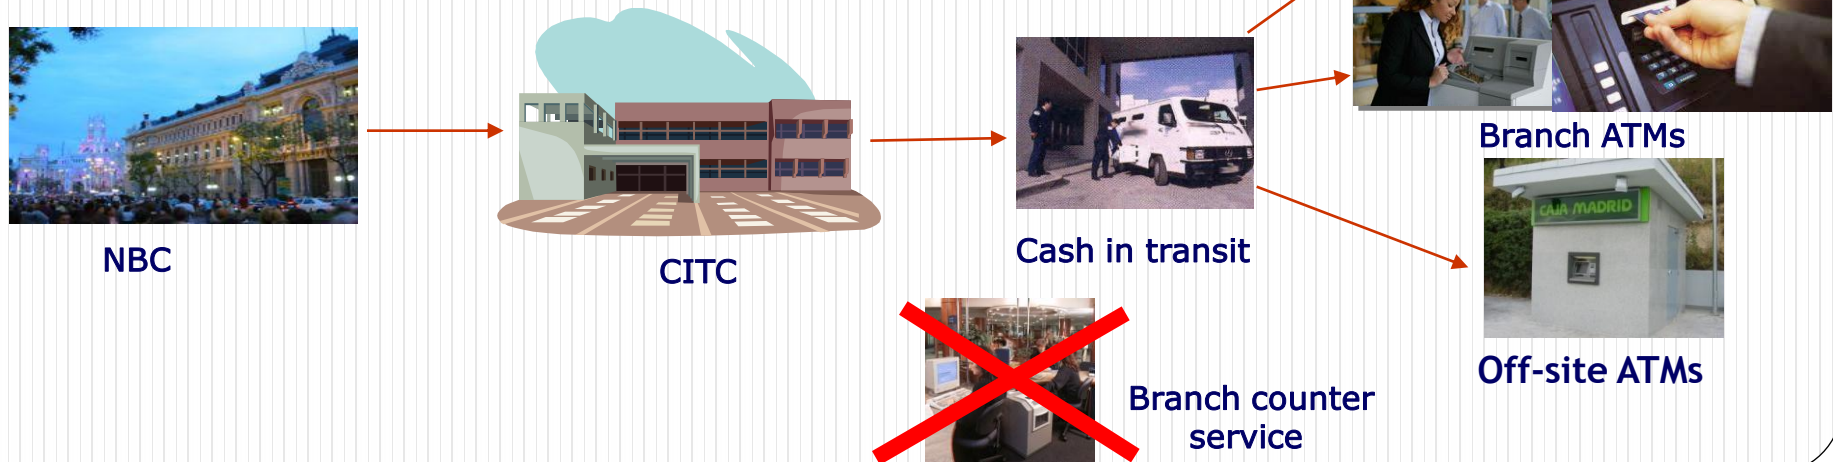 NBC
CITC
Cash in transit
Branch ATMs
CAJA MADRID
Off-site ATMs
Branch counter
service